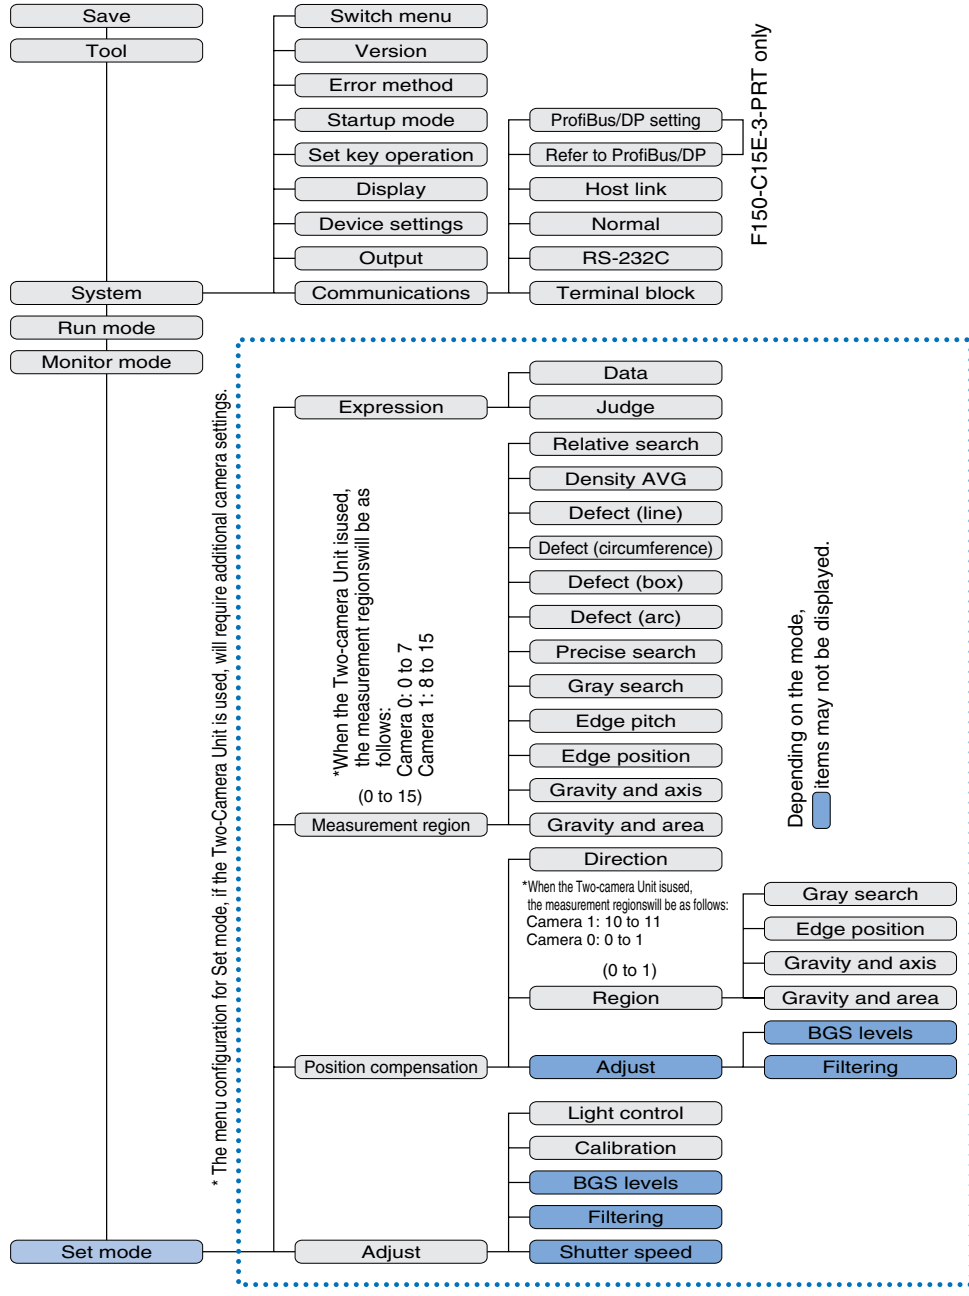 Save
Tool
System
Run mode
Monitor mode
Set mode
Switch menu
Version
Error method
Startup mode
Set key operation
Display
Device settings
Output
Communications
ProfiBus/DP setting
Refer to ProfiBus/DP
Host link
Normal
RS-232C
Terminal block
F150-C15E-3-PRT only
* The menu configuration for Set mode, if the Two-Camera Unit is used, will require additional camera settings.
Expression
Data
Judge
*When the Two-camera Unit isused,
the measurement regionswill be as
follows:
Camera 0: 0 to 7
Camera 1: 8 to 15
(0 to 15)
Measurement region
Relative search
Density AVG
Defect (line)
Defect (circumference)
Defect (box)
Defect (arc)
Precise search
Gray search
Edge pitch
Edge position
Gravity and axis
Gravity and area
Depending on the mode,
items may not be displayed.
Position compensation
Direction
*When the Two-camera Unit isused,
the measurement regionswill be as follows:
Camera 1: 10 to 11
Camera 0: 0 to 1
(0 to 1)
Region
Gray search
Edge position
Gravity and axis
Gravity and area
Adjust
BGS levels
Filtering
Adjust
Light control
Calibration
BGS levels
Filtering
Shutter speed